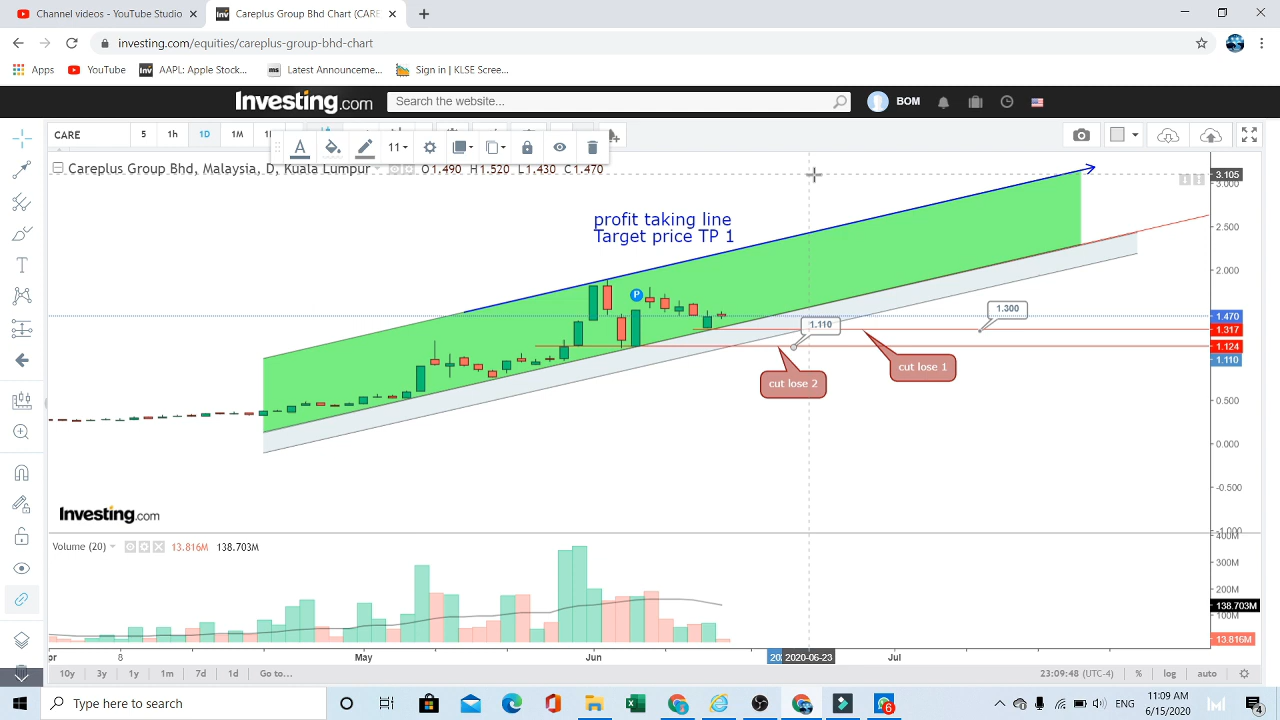 Channel videos - YouTube Studio
Careplus Group Bhd Chart (CARE
investing.com/equities/careplus-group-bhd-chart
Apps
YouTube
AAPL: Apple Stock...
Latest Announceme...
Sign in | KLSE Scree...
Investing.com
Search the website...
BOM
CARE
5
1h
1D
1M
11
Careplus Group Bhd, Malaysia, D, Kuala Lumpur
O1.490 H1.520 L1.430 C1.470
profit taking line
Target price TP 1
P
1.300
1.110
cut lose 1
cut lose 2
3.105
3.000
2.500
2.000
1.470
1.317
1.124
1.110
0.500
0.000
-0.500
-1.000
Investing.com
Volume (20)
13.816M
138.703M
400M
300M
200M
138.703M
100M
13.816M
8
May
Jun
2020-06-23
Jul
10y
3y
1y
1m
7d
1d
Go to...
23:09:48 (UTC-4)
%
log
auto
Type here to search
6
ENG
11:09 AM
6/15/2020
4